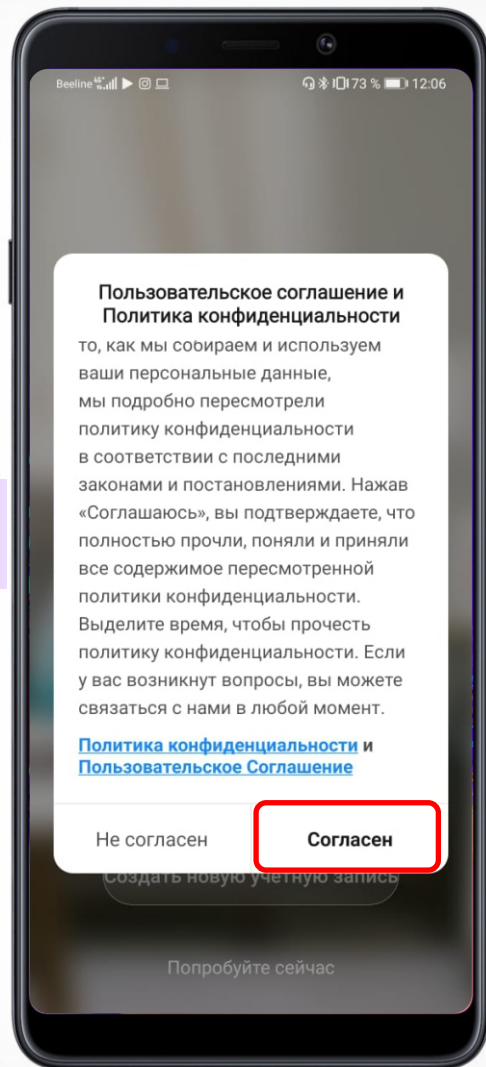 Beeline 73 % 12:06
Пользовательское соглашение и
Политика конфиденциальности
то, как мы собираем и используем
ваши персональные данные,
мы подробно пересмотрели
политику конфиденциальности
в соответствии с последними
законами и постановлениями. Нажав
«Соглашаюсь», вы подтверждаете, что
полностью прочли, поняли и приняли
все содержимое пересмотренной
политики конфиденциальности.
Выделите время, чтобы прочесть
политику конфиденциальности. Если
у вас возникнут вопросы, вы можете
связаться с нами в любой момент.
Политика конфиденциальности и
Пользовательское Соглашение
Не согласен Согласен
Создать новую учетную запись
Попробуйте сейчас